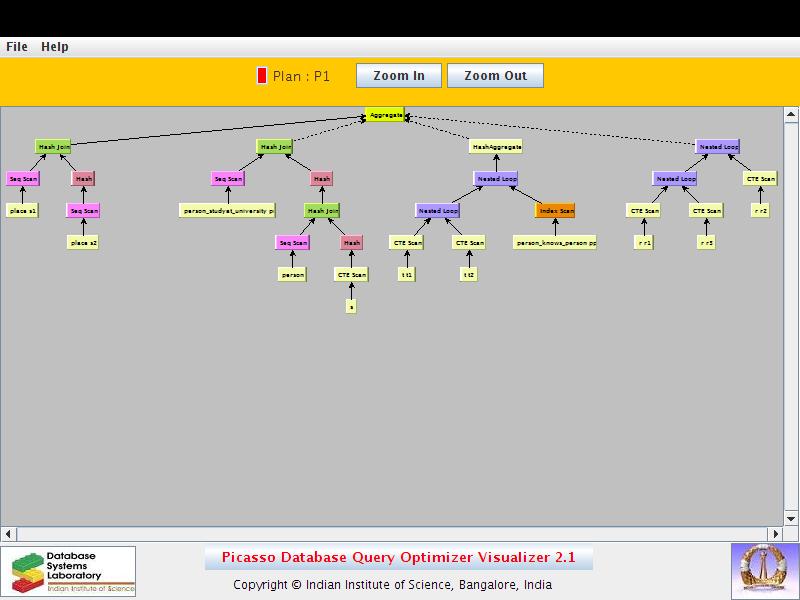 File Help
Plan : P1 Zoom In Zoom Out
Aggregate
Hash Join Hash Join HashAggregate Nested Loop
Seq Scan Hash Seq Scan Hash Nested Loop Nested Loop CTE Scan
place s1 Seq Scan person_studyat_university p Hash Join Nested Loop Index Scan CTE Scan CTE Scan r r2
place s2 Seq Scan Hash CTE Scan CTE Scan person_knows_person pp r r1 r r3
person CTE Scan t t1 t t2
s
Database
Systems
Laboratory
Indian Institute of Science
Picasso Database Query Optimizer Visualizer 2.1
Copyright © Indian Institute of Science, Bangalore, India